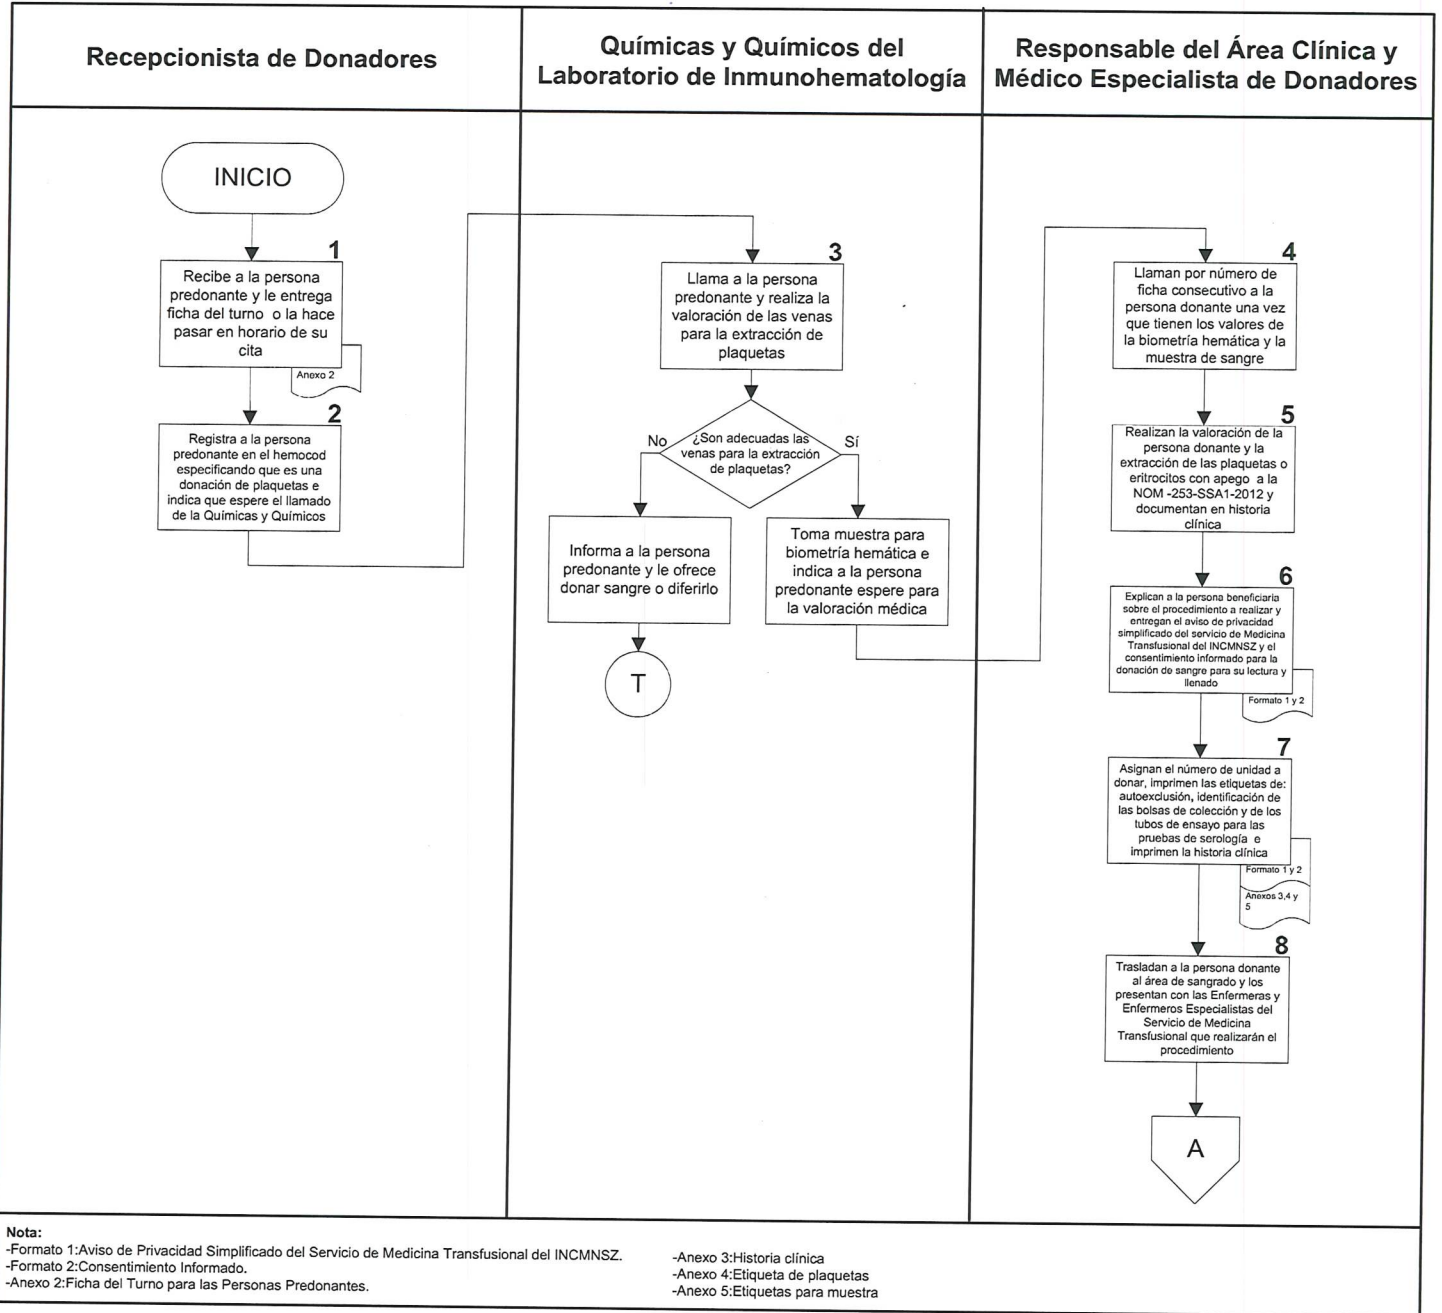 Recepcionista de Donadores
Químicas y Químicos del
Laboratorio de Inmunohematología
Responsable del Área Clínica y
Médico Especialista de Donadores
INICIO
1
Recibe a la persona
predonante y le entrega
ficha del turno o la hace
pasar en horario de su
cita
Anexo 2
2
Registra a la persona
predonante en el hemocod
especificando que es una
donación de plaquetas e
indica que espere el llamado
de la Químicas y Químicos
3
Llama a la persona
predonante y realiza la
valoración de las venas
para la extracción de
plaquetas
¿Son adecuadas las
venas para la extracción
de plaquetas?
No
Sí
Informa a la persona
predonante y le ofrece
donar sangre o diferirlo
T
Toma muestra para
biometría hemática e
indica a la persona
predonante espere para
la valoración médica
4
Llaman por número de
ficha consecutivo a la
persona donante una vez
que tienen los valores de
la biometría hemática y la
muestra de sangre
5
Realizan la valoración de la
persona donante y la
extracción de las plaquetas o
eritrocitos con apego a la
NOM -253-SSA1-2012 y
documentan en historia
clínica
6
Explican a la persona beneficiaria
sobre el procedimiento a realizar y
entregan el aviso de privacidad
simplificado del servicio de Medicina
Transfusional del INCMNSZ y el
consentimiento informado para la
donación de sangre para su lectura y
llenado
Formato 1 y 2
7
Asignan el número de unidad a
donar, imprimen las etiquetas de:
autoexclusión, identificación de
las bolsas de colección y de los
tubos de ensayo para las
pruebas de serología e
imprimen la historia clínica
Formato 1 y 2
Anexos 3,4 y
5
8
Trasladan a la persona donante
al área de sangrado y los
presentan con las Enfermeras y
Enfermeros Especialistas del
Servicio de Medicina
Transfusional que realizarán el
procedimiento
A
Nota:
-Formato 1:Aviso de Privacidad Simplificado del Servicio de Medicina Transfusional del INCMNSZ.
-Formato 2:Consentimiento Informado.
-Anexo 2:Ficha del Turno para las Personas Predonantes.
-Anexo 3:Historia clínica
-Anexo 4:Etiqueta de plaquetas
-Anexo 5:Etiquetas para muestra